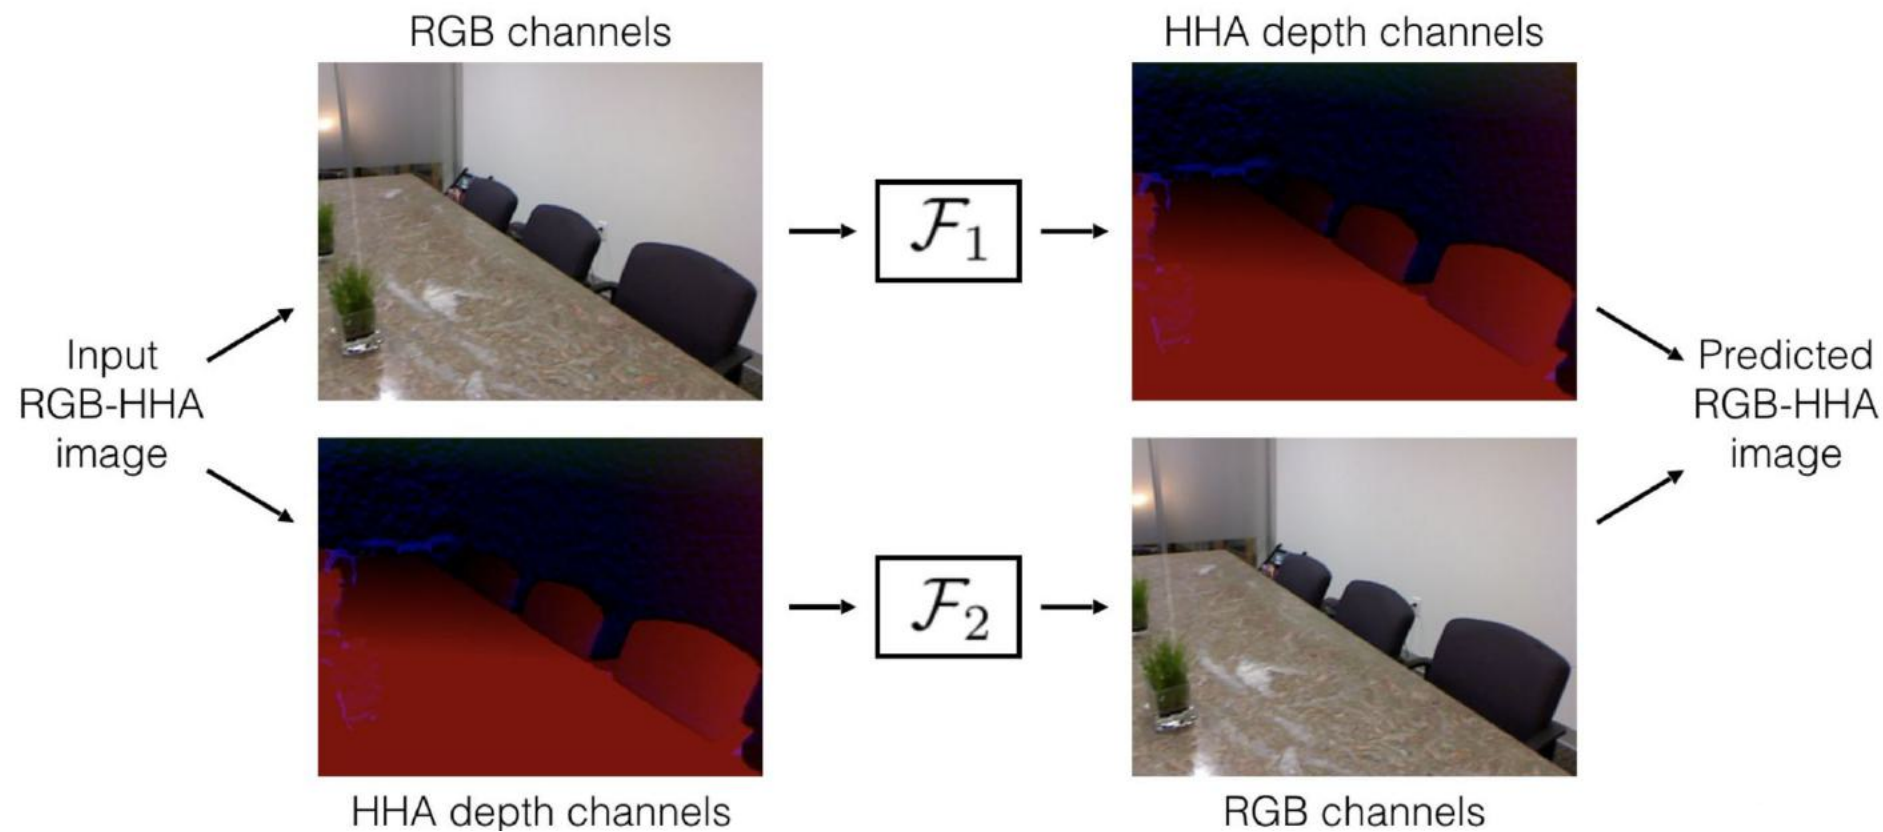 RGB channels
HHA depth channels
Input
RGB-HHA
image
ℱ₁
ℱ₂
Predicted
RGB-HHA
image
HHA depth channels
RGB channels